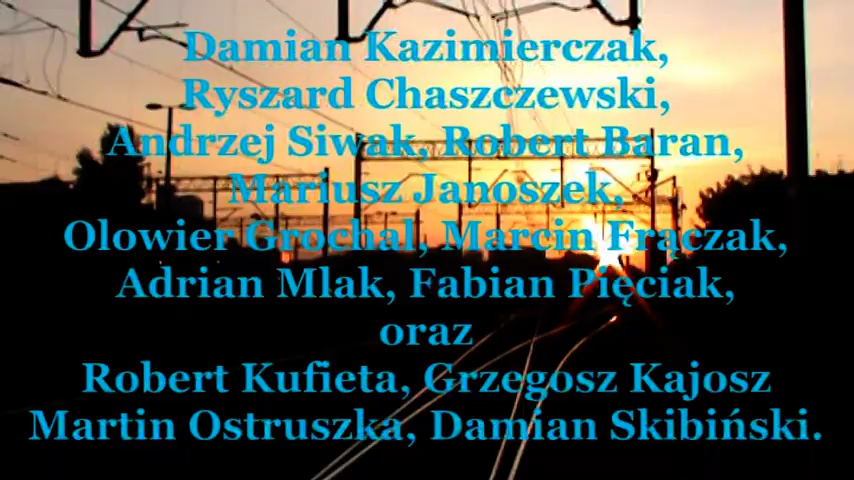 Damian Kazimierczak,
Ryszard Chaszczewski,
Andrzej Siwak, Robert Baran,
Mariusz Janoszek,
Olowier Grochal, Marcin Frączak,
Adrian Mlak, Fabian Pięciak,
oraz
Robert Kufieta, Grzegosz Kajosz
Martin Ostruszka, Damian Skibiński.